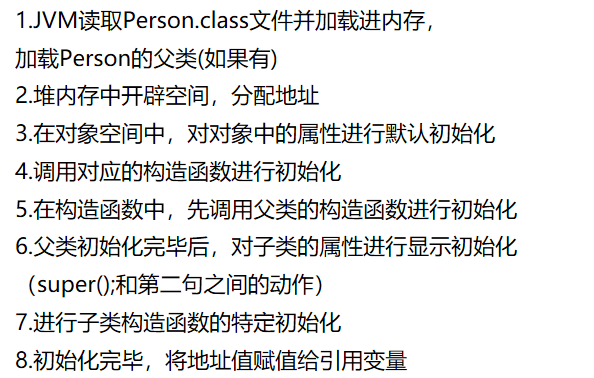 1.JVM读取Person.class文件并加载进内存，
加载Person的父类(如果有)
2.堆内存中开辟空间，分配地址
3.在对象空间中，对对象中的属性进行默认初始化
4.调用对应的构造函数进行初始化
5.在构造函数中，先调用父类的构造函数进行初始化
6.父类初始化完毕后，对子类的属性进行显示初始化
（super();和第二句之间的动作）
7.进行子类构造函数的特定初始化
8.初始化完毕，将地址值赋值给引用变量